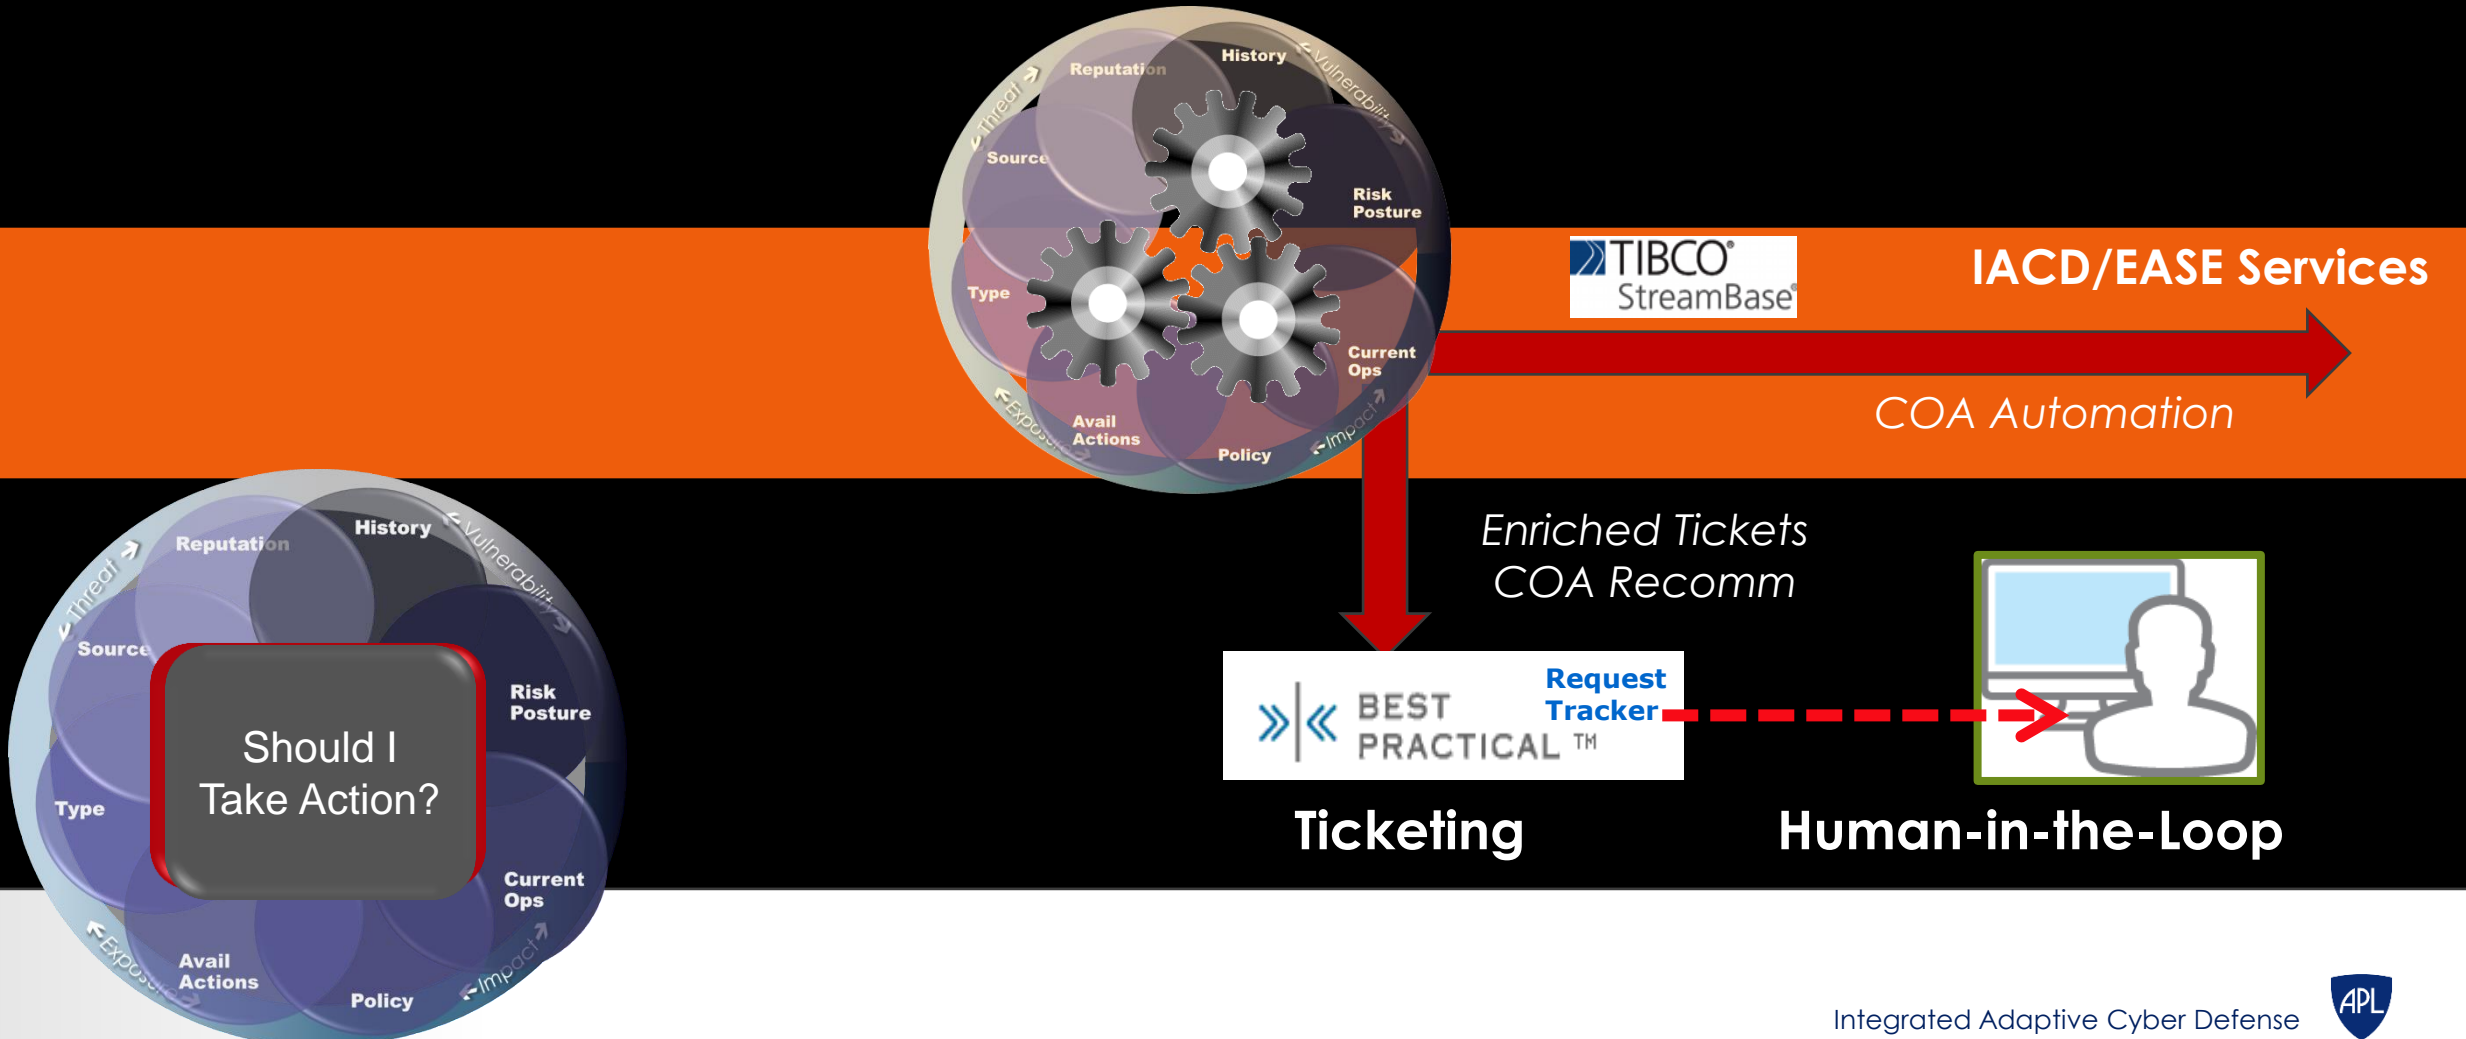 History
Reputation
Threat
Vulnerability
Source
Risk
Posture
Type
Current
Ops
Avail
Actions
Exposure
Impact
Policy
TIBCO®
StreamBase®
IACD/EASE Services
COA Automation
Enriched Tickets
COA Recomm
History
Reputation
Threat
Vulnerability
Source
Risk
Posture
Should I
Take Action?
Type
Current
Ops
Avail
Actions
Exposure
Impact
Policy
Request
Tracker
BEST
PRACTICAL ™
Ticketing
Human-in-the-Loop
Integrated Adaptive Cyber Defense
APL